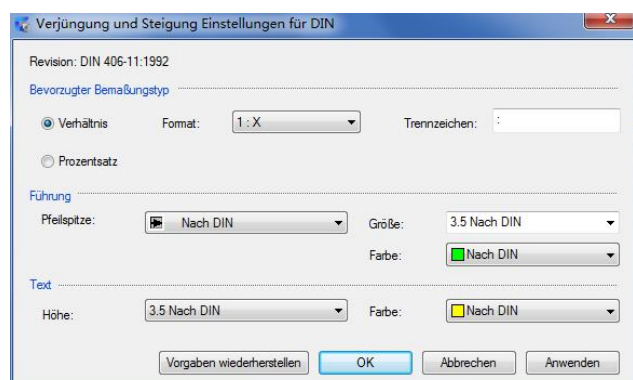 Verjüngung und Steigung Einstellungen für DIN
Revision: DIN 406-11:1992
Bevorzugter Bemaßungstyp
Verhältnis Format: 1 : X Trennzeichen: :
Prozentsatz
Führung
Pfeilspitze: Nach DIN Größe: 3.5 Nach DIN
Farbe: Nach DIN
Text
Höhe: 3.5 Nach DIN Farbe: Nach DIN
Vorgaben wiederherstellen OK Abbrechen Anwenden